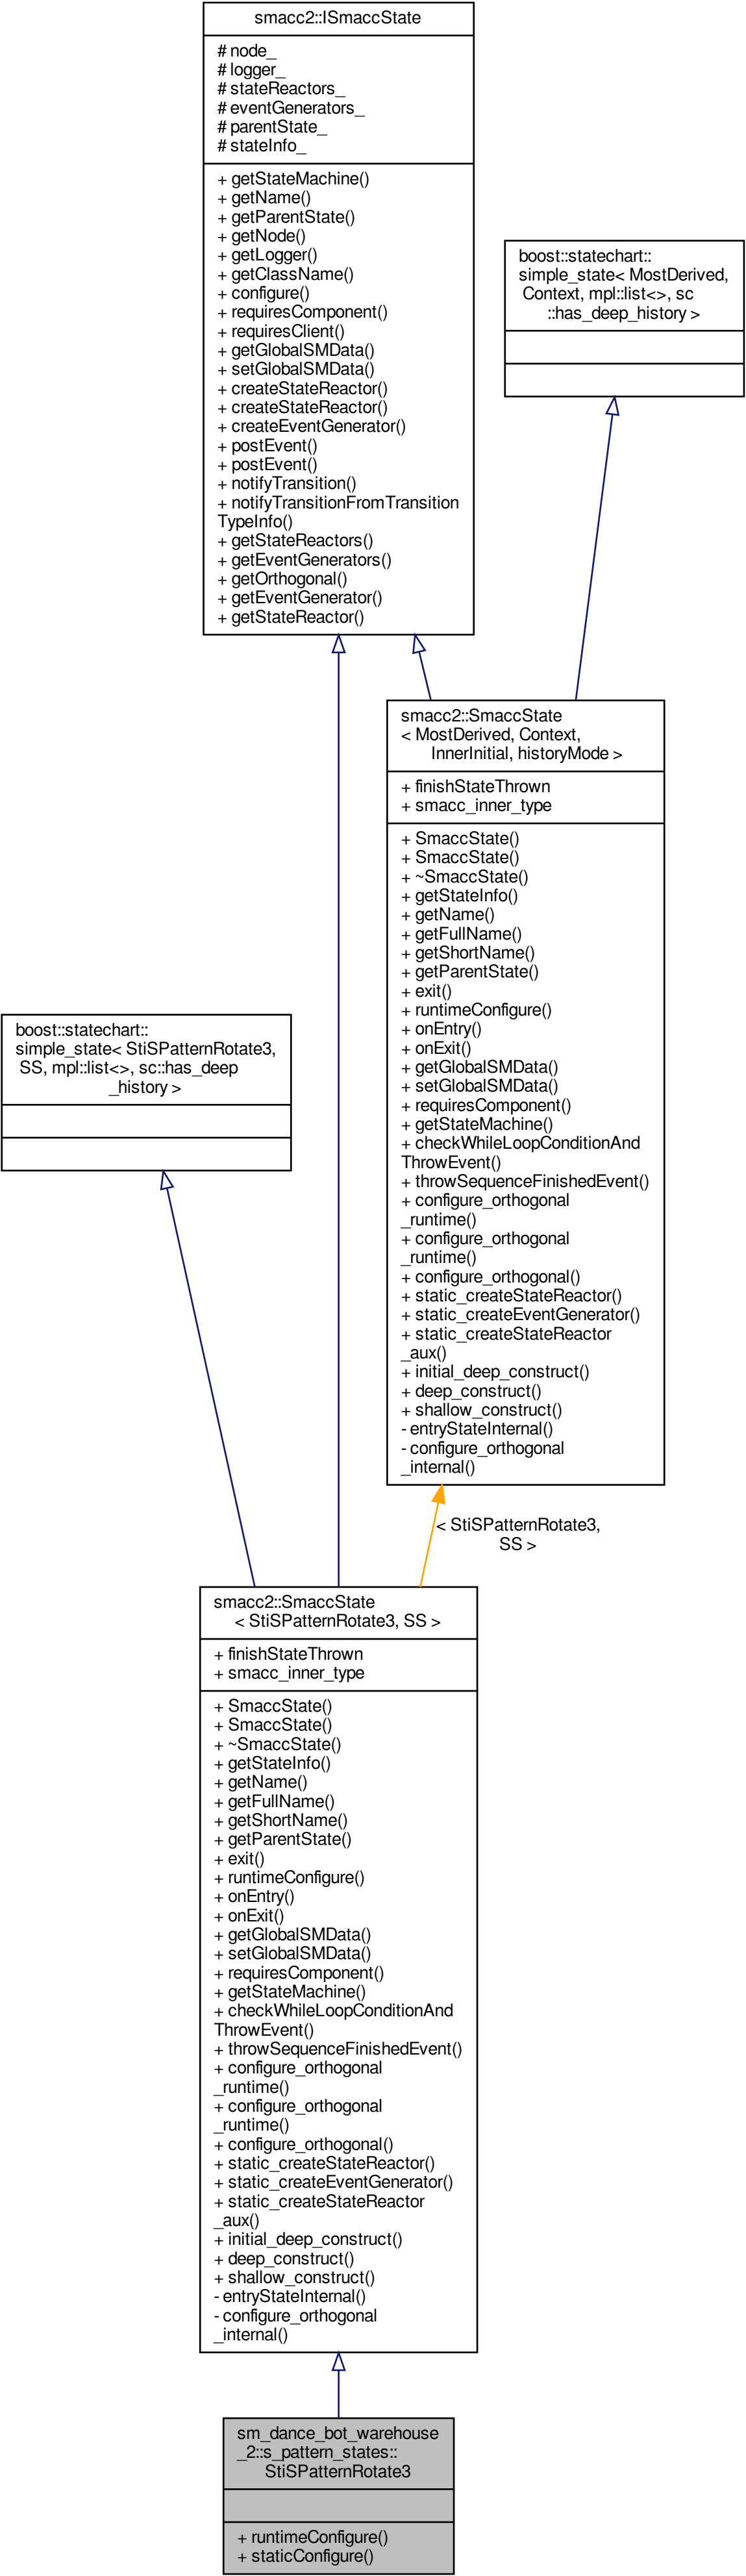 smacc2::ISmaccState
# node_
# logger_
# stateReactors_
# eventGenerators_
# parentState_
# stateInfo_
+ getStateMachine()
+ getName()
+ getParentState()
+ getNode()
+ getLogger()
+ getClassName()
+ configure()
+ requiresComponent()
+ requiresClient()
+ getGlobalSMData()
+ setGlobalSMData()
+ createStateReactor()
+ createStateReactor()
+ createEventGenerator()
+ postEvent()
+ postEvent()
+ notifyTransition()
+ notifyTransitionFromTransition
TypeInfo()
+ getStateReactors()
+ getEventGenerators()
+ getOrthogonal()
+ getEventGenerator()
+ getStateReactor()
boost::statechart::
simple_state< MostDerived,
Context, mpl::list<>, sc
::has_deep_history >
smacc2::SmaccState
< MostDerived, Context,
InnerInitial, historyMode >
+ finishStateThrown
+ smacc_inner_type
+ SmaccState()
+ SmaccState()
+ ~SmaccState()
+ getStateInfo()
+ getName()
+ getFullName()
+ getShortName()
+ getParentState()
+ exit()
+ runtimeConfigure()
+ onEntry()
+ onExit()
+ getGlobalSMData()
+ setGlobalSMData()
+ requiresComponent()
+ getStateMachine()
+ checkWhileLoopConditionAnd
ThrowEvent()
+ throwSequenceFinishedEvent()
+ configure_orthogonal
_runtime()
+ configure_orthogonal
_runtime()
+ configure_orthogonal()
+ static_createStateReactor()
+ static_createEventGenerator()
+ static_createStateReactor
_aux()
+ initial_deep_construct()
+ deep_construct()
+ shallow_construct()
- entryStateInternal()
- configure_orthogonal
_internal()
boost::statechart::
simple_state< StiSPatternRotate3,
SS, mpl::list<>, sc::has_deep
_history >
< StiSPatternRotate3,
SS >
smacc2::SmaccState
< StiSPatternRotate3, SS >
+ finishStateThrown
+ smacc_inner_type
+ SmaccState()
+ SmaccState()
+ ~SmaccState()
+ getStateInfo()
+ getName()
+ getFullName()
+ getShortName()
+ getParentState()
+ exit()
+ runtimeConfigure()
+ onEntry()
+ onExit()
+ getGlobalSMData()
+ setGlobalSMData()
+ requiresComponent()
+ getStateMachine()
+ checkWhileLoopConditionAnd
ThrowEvent()
+ throwSequenceFinishedEvent()
+ configure_orthogonal
_runtime()
+ configure_orthogonal
_runtime()
+ configure_orthogonal()
+ static_createStateReactor()
+ static_createEventGenerator()
+ static_createStateReactor
_aux()
+ initial_deep_construct()
+ deep_construct()
+ shallow_construct()
- entryStateInternal()
- configure_orthogonal
_internal()
sm_dance_bot_warehouse
_2::s_pattern_states::
StiSPatternRotate3
+ runtimeConfigure()
+ staticConfigure()